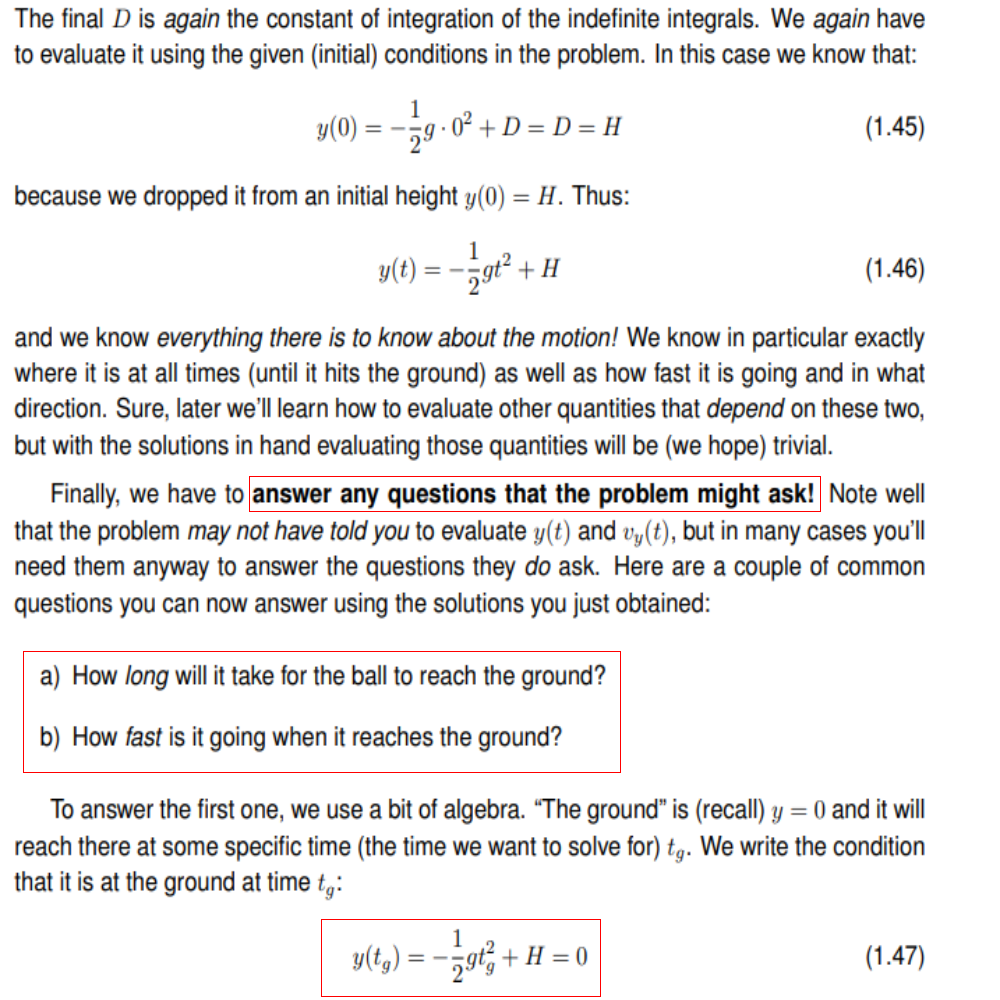 The final D is again the constant of integration of the indefinite integrals. We again have
to evaluate it using the given (initial) conditions in the problem. In this case we know that:
y(0) = −\frac{1}{2}g · 0² + D = D = H (1.45)
because we dropped it from an initial height y(0) = H. Thus:
y(t) = −\frac{1}{2}gt² + H (1.46)
and we know everything there is to know about the motion! We know in particular exactly
where it is at all times (until it hits the ground) as well as how fast it is going and in what
direction. Sure, later we’ll learn how to evaluate other quantities that depend on these two,
but with the solutions in hand evaluating those quantities will be (we hope) trivial.
Finally, we have to answer any questions that the problem might ask! Note well
that the problem may not have told you to evaluate y(t) and v_y(t), but in many cases you’ll
need them anyway to answer the questions they do ask. Here are a couple of common
questions you can now answer using the solutions you just obtained:
a) How long will it take for the ball to reach the ground?
b) How fast is it going when it reaches the ground?
To answer the first one, we use a bit of algebra. “The ground” is (recall) y = 0 and it will
reach there at some specific time (the time we want to solve for) t_g. We write the condition
that it is at the ground at time t_g:
y(t_g) = −\frac{1}{2}gt_g² + H = 0 (1.47)